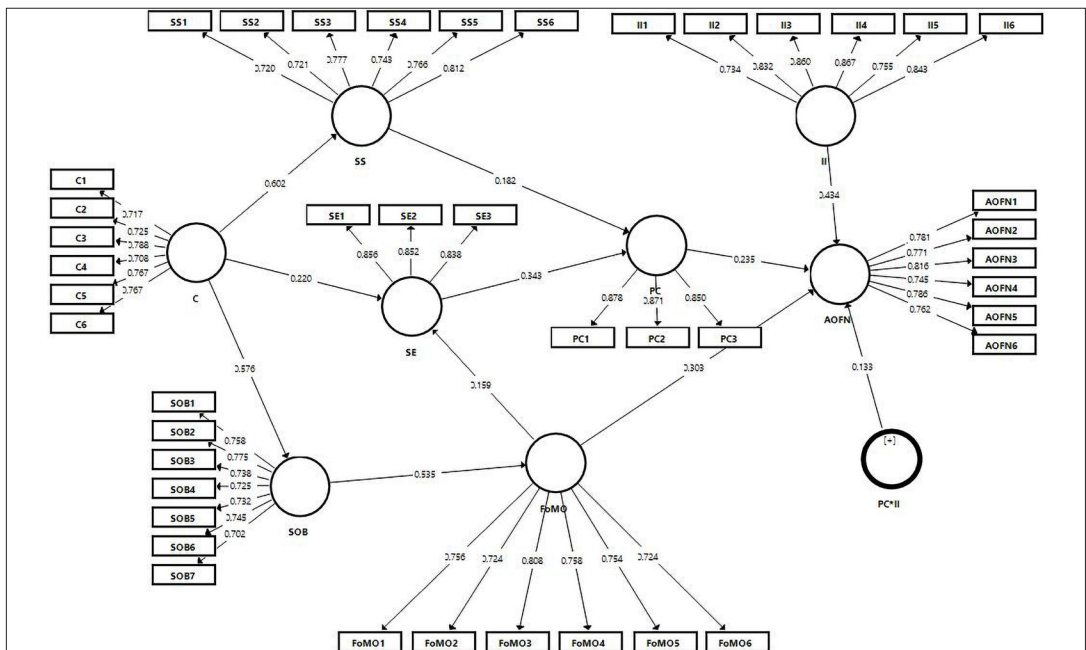 SS1 SS2 SS3 SS4 SS5 SS6
0.720 0.721 0.777 0.743 0.766 0.812
SS
II1 II2 II3 II4 II5 II6
0.734 0.832 0.860 0.867 0.755 0.843
II
0.602
0.182
0.434
C1
C2
C3
C4
C5
C6
0.717
0.725
0.788
0.708
0.767
0.767
C
SE1 SE2 SE3
0.856 0.852 0.838
SE
0.220
0.343
PC
0.878 0.871 0.850
PC1 PC2 PC3
0.235
AOFN1
AOFN2
AOFN3
AOFN4
AOFN5
AOFN6
0.781
0.771
0.816
0.745
0.786
0.762
AOFN
0.576
0.159
0.303
0.133
SOB1
SOB2
SOB3
SOB4
SOB5
SOB6
SOB7
0.758
0.775
0.738
0.725
0.732
0.745
0.702
SOB
0.535
FoMO
[+]
PC*II
0.756 0.724 0.808 0.758 0.754 0.724
FoMO1 FoMO2 FoMO3 FoMO4 FoMO5 FoMO6